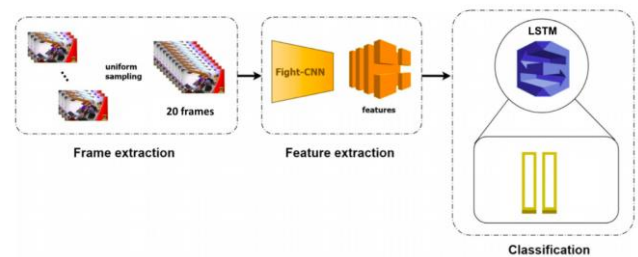 uniform
sampling
20 frames
Frame extraction
Fight-CNN
features
Feature extraction
LSTM
Classification